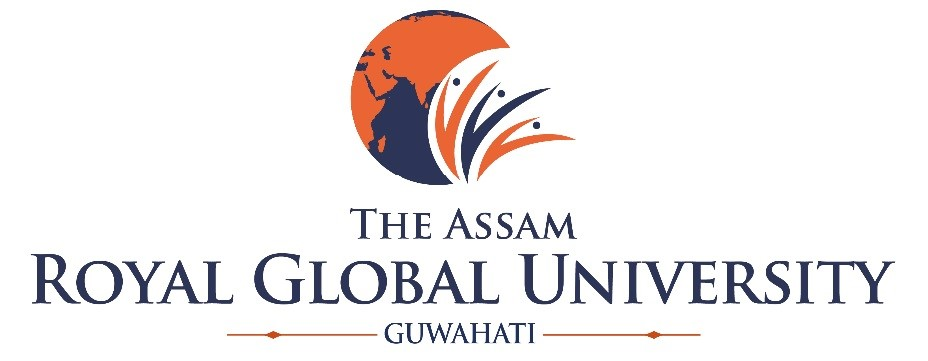 THE ASSAM
ROYAL GLOBAL UNIVERSITY
GUWAHATI